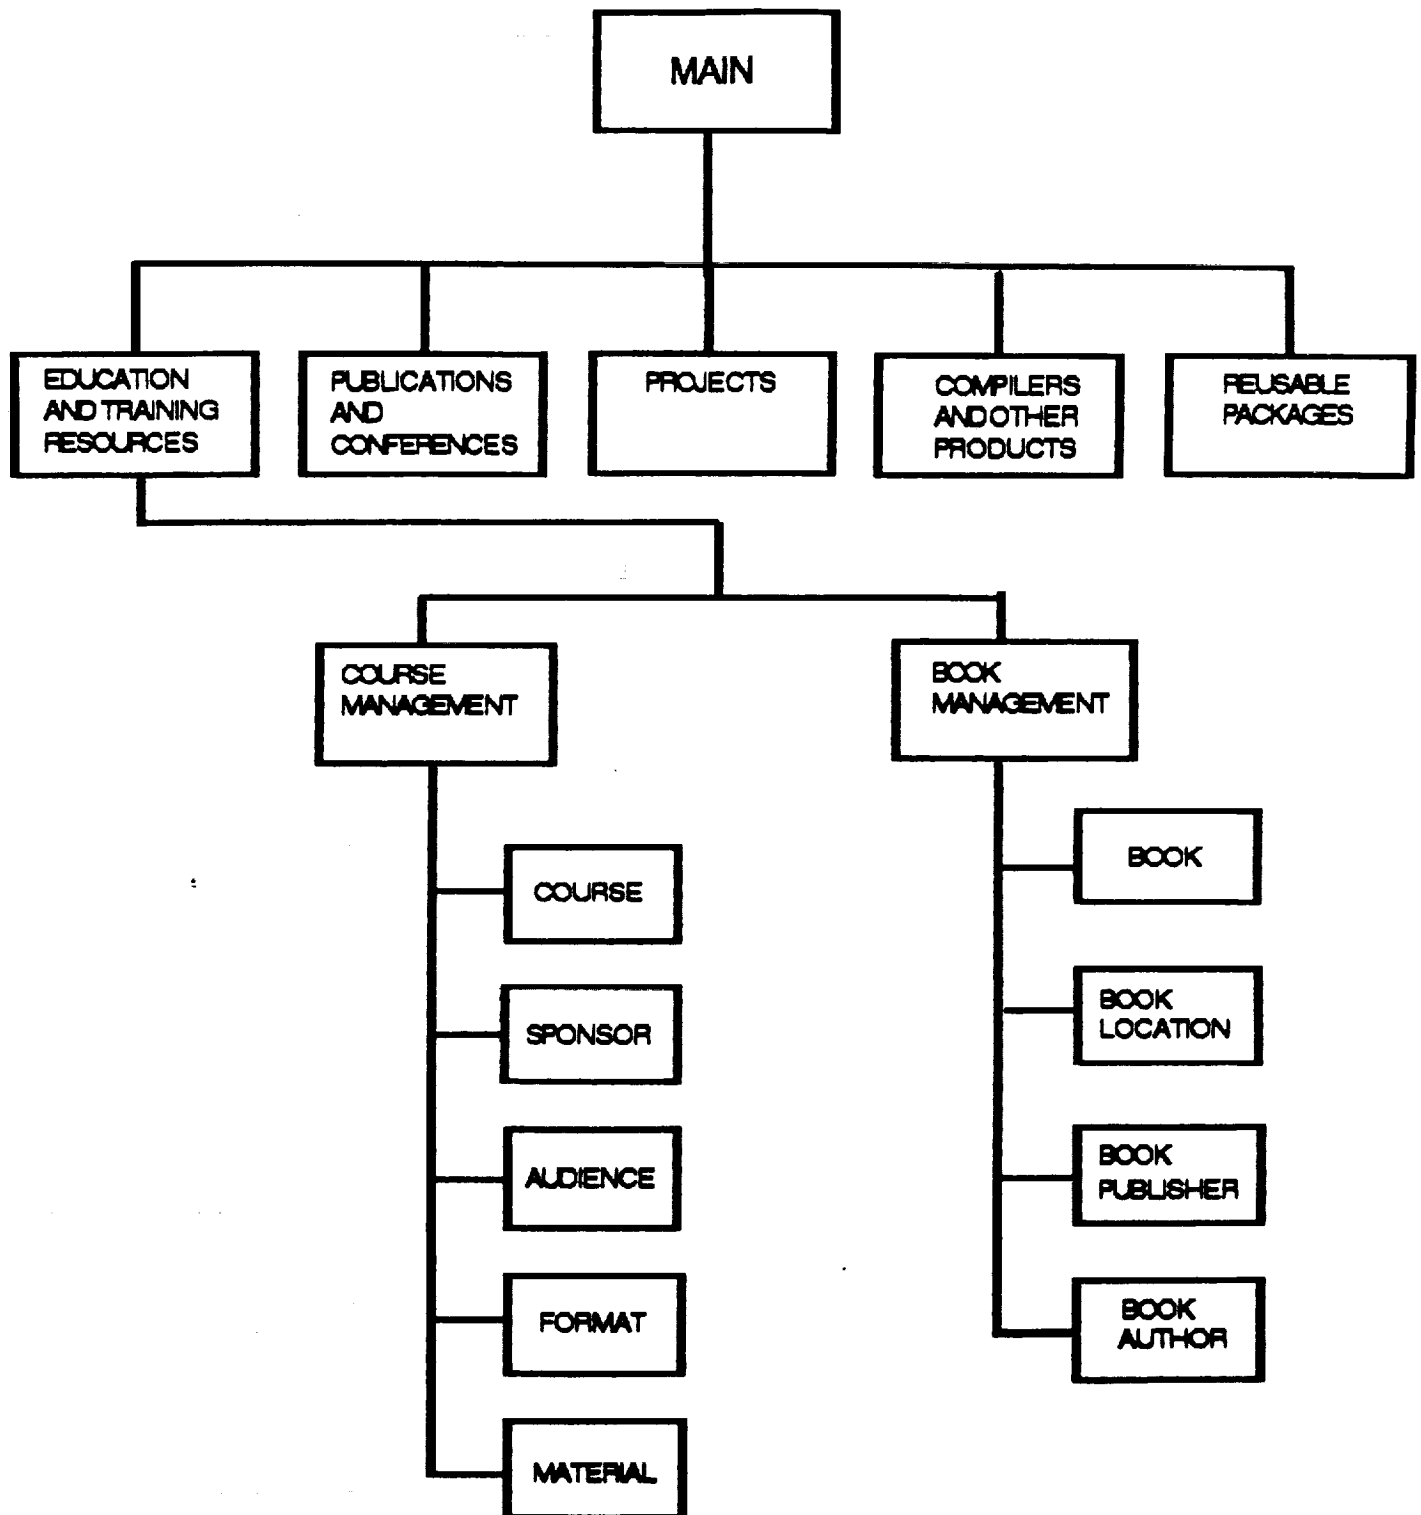 MAIN
EDUCATION
AND TRAINING
RESOURCES
PUBLICATIONS
AND
CONFERENCES
PROJECTS
COMPILERS
AND OTHER
PRODUCTS
REUSABLE
PACKAGES
COURSE
MANAGEMENT
BOOK
MANAGEMENT
COURSE
SPONSOR
AUDIENCE
FORMAT
MATERIAL
BOOK
BOOK
LOCATION
BOOK
PUBLISHER
BOOK
AUTHOR